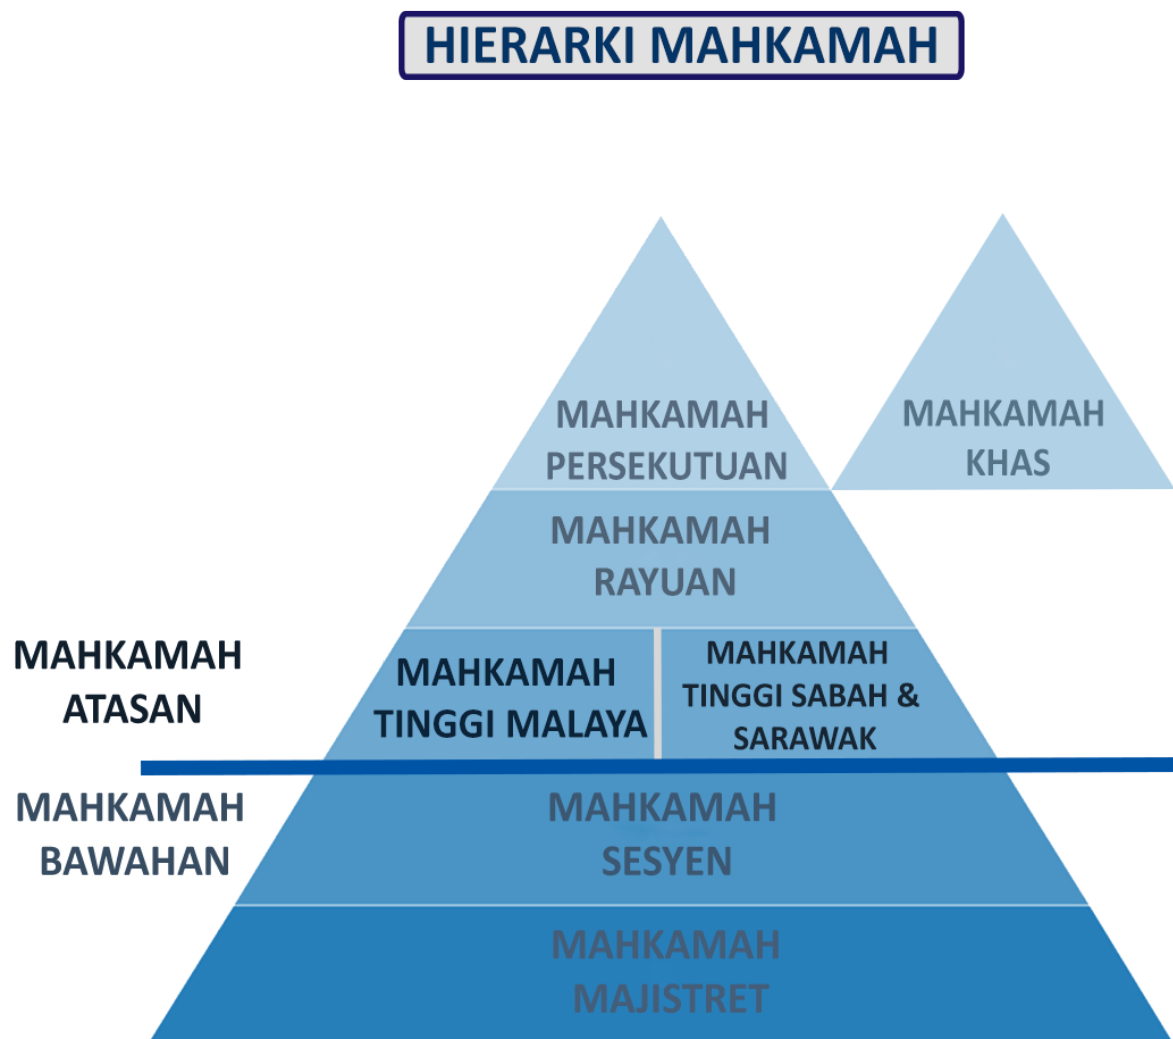 HIERARKI MAHKAMAH
MAHKAMAH
PERSEKUTUAN
MAHKAMAH
KHAS
MAHKAMAH
RAYUAN
MAHKAMAH
ATASAN
MAHKAMAH
TINGGI MALAYA
MAHKAMAH
TINGGI SABAH &
SARAWAK
MAHKAMAH
BAWAHAN
MAHKAMAH
SESYEN
MAHKAMAH
MAJISTRET